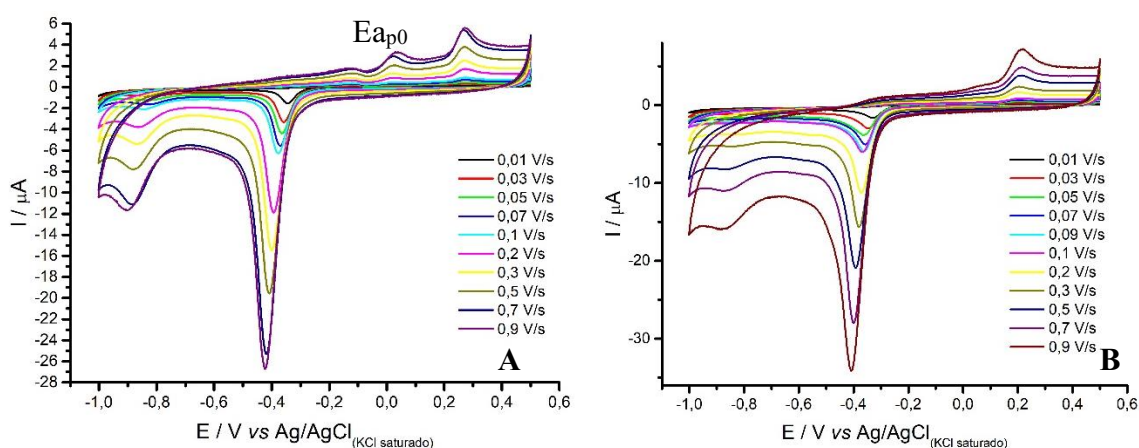 Ea_p0
6
4
2
0
-2
-4
-6
-8
-10
-12
-14
-16
-18
-20
-22
-24
-26
-28
I / μA
0,01 V/s
0,03 V/s
0,05 V/s
0,07 V/s
0,1 V/s
0,2 V/s
0,3 V/s
0,5 V/s
0,7 V/s
0,9 V/s
A
-1,0 -0,8 -0,6 -0,4 -0,2 0,0 0,2 0,4 0,6
E / V vs Ag/AgCl(KCl saturado)
0
-10
-20
-30
I / μA
0,01 V/s
0,03 V/s
0,05 V/s
0,07 V/s
0,09 V/s
0,1 V/s
0,2 V/s
0,3 V/s
0,5 V/s
0,7 V/s
0,9 V/s
B
-1,0 -0,8 -0,6 -0,4 -0,2 0,0 0,2 0,4 0,6
E / V vs Ag/AgCl(KCl saturado)